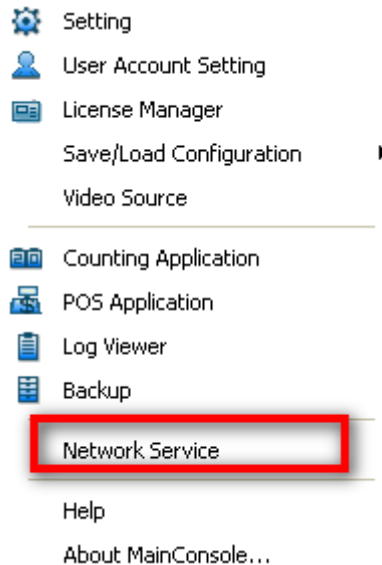 Setting
User Account Setting
License Manager
Save/Load Configuration
Video Source
Counting Application
POS Application
Log Viewer
Backup
Network Service
Help
About MainConsole...